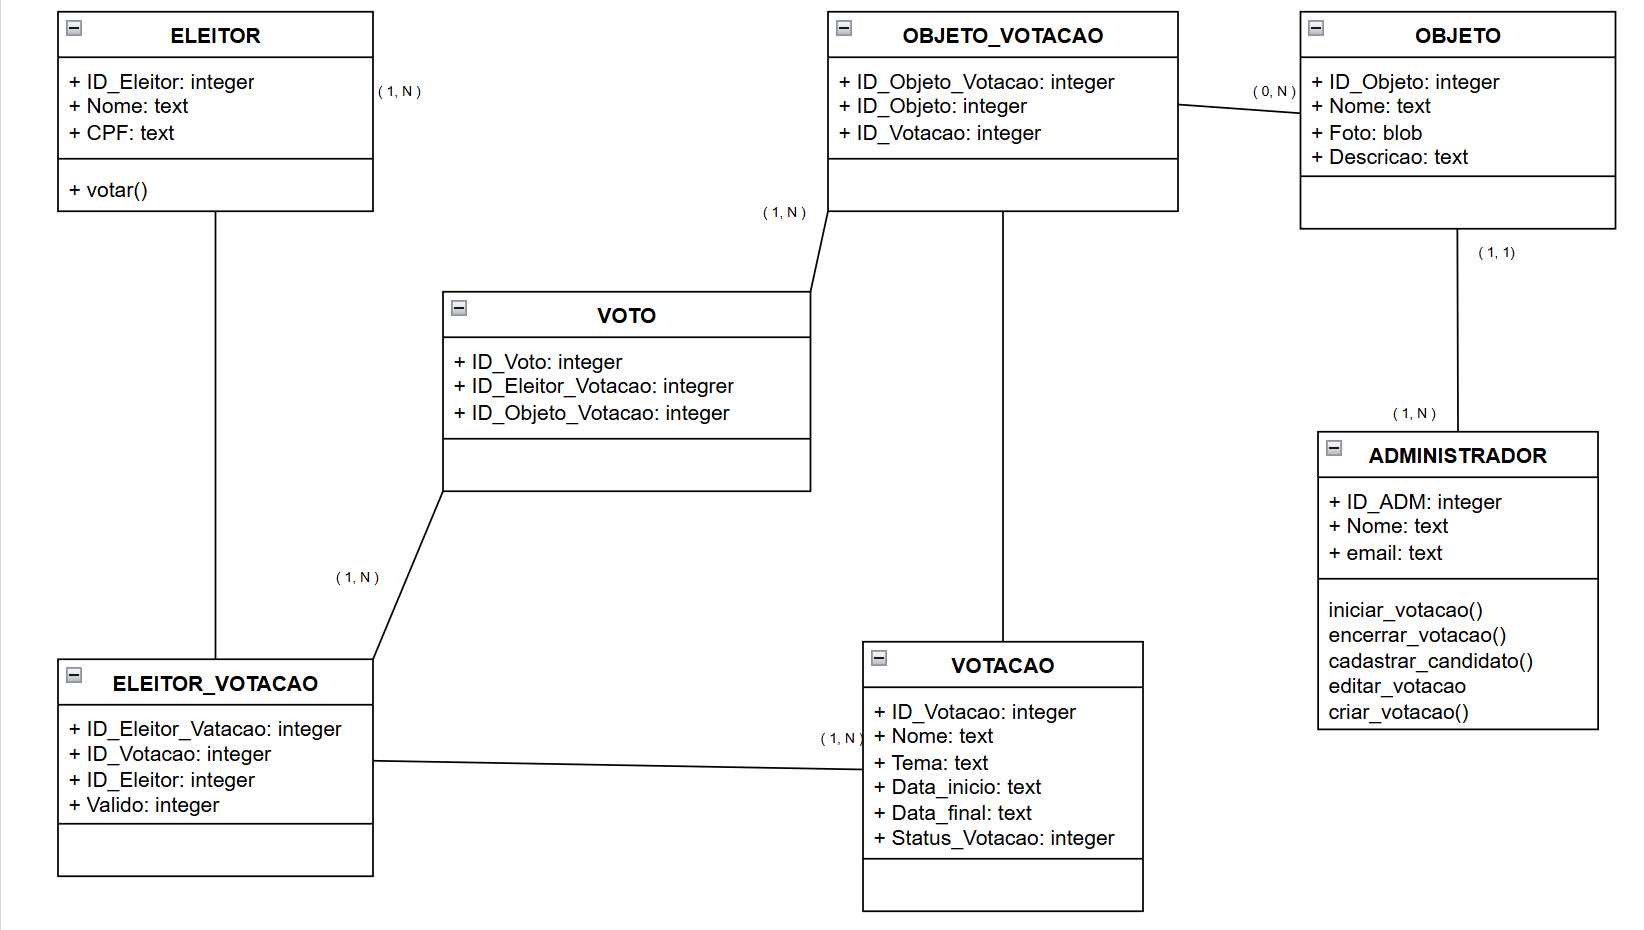 ELEITOR
+ ID_Eleitor: integer
+ Nome: text
+ CPF: text
+ votar()
( 1, N )
OBJETO_VOTACAO
+ ID_Objeto_Votacao: integer
+ ID_Objeto: integer
+ ID_Votacao: integer
( 0, N )
OBJETO
+ ID_Objeto: integer
+ Nome: text
+ Foto: blob
+ Descricao: text
( 1, N )
( 1, 1)
VOTO
+ ID_Voto: integer
+ ID_Eleitor_Votacao: integrer
+ ID_Objeto_Votacao: integer
( 1, N )
ADMINISTRADOR
+ ID_ADM: integer
+ Nome: text
+ email: text
iniciar_votacao()
encerrar_votacao()
cadastrar_candidato()
editar_votacao
criar_votacao()
( 1, N )
ELEITOR_VOTACAO
+ ID_Eleitor_Vatacao: integer
+ ID_Votacao: integer
+ ID_Eleitor: integer
+ Valido: integer
( 1, N )
VOTACAO
+ ID_Votacao: integer
+ Nome: text
+ Tema: text
+ Data_inicio: text
+ Data_final: text
+ Status_Votacao: integer